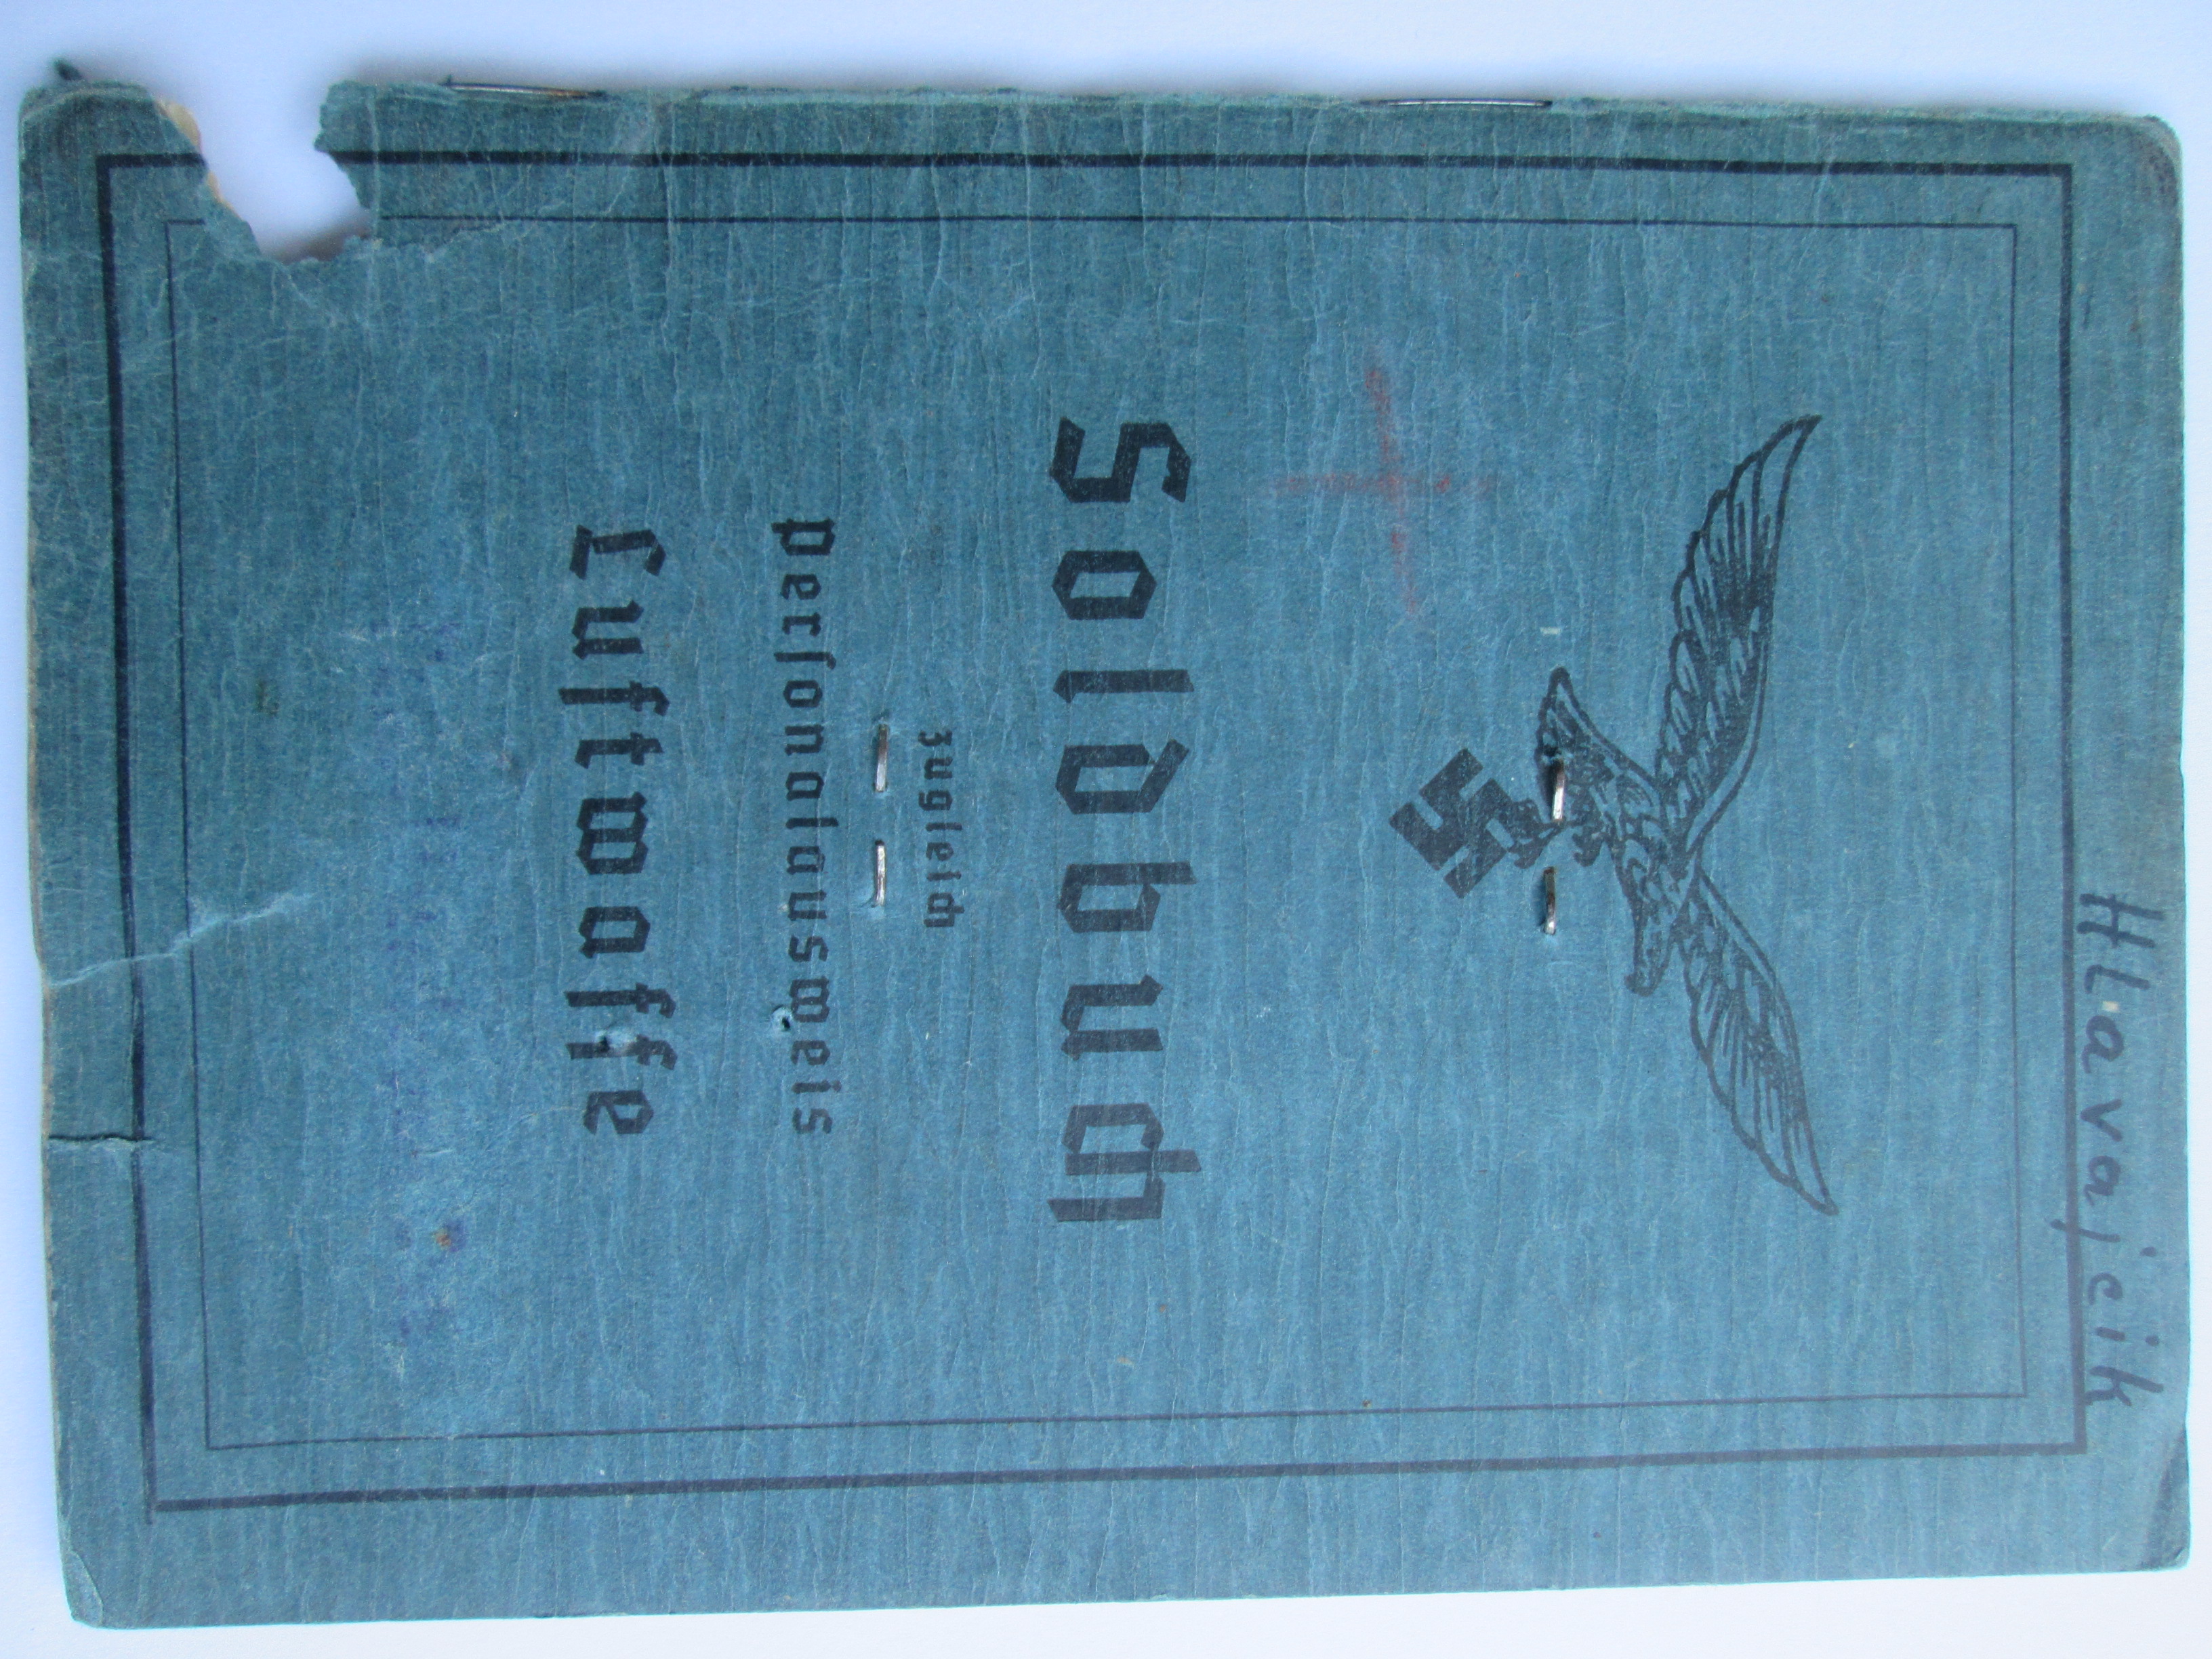 Hlavajcik
Soldbuch
zugleich
Personalausweis
Luftwaffe